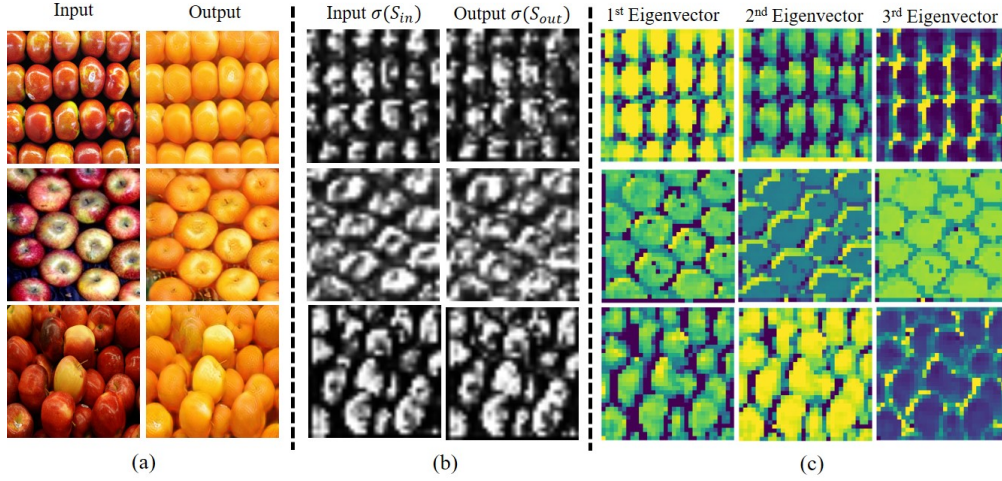 Input Output Input σ(S_in) Output σ(S_out) 1st Eigenvector 2nd Eigenvector 3rd Eigenvector
(a) (b) (c)